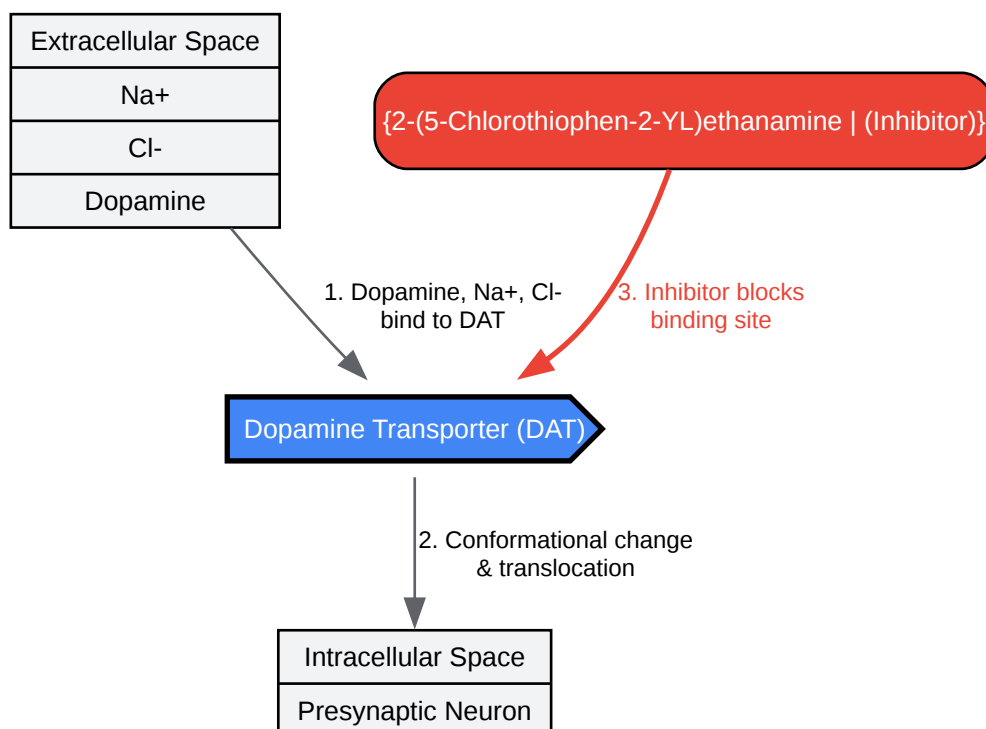 Extracellular Space
Na+
Cl-
Dopamine
{2-(5-Chlorothiophen-2-YL)ethanamine | (Inhibitor)}
1. Dopamine, Na+, Cl-
bind to DAT
3. Inhibitor blocks
binding site
Dopamine Transporter (DAT)
2. Conformational change
& translocation
Intracellular Space
Presynaptic Neuron